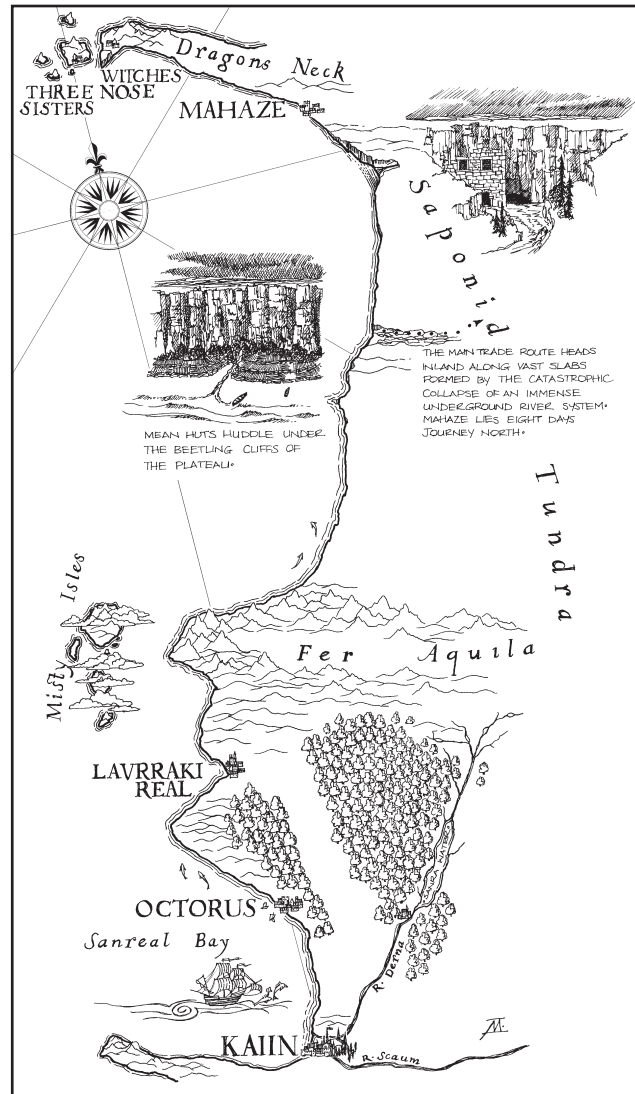 Dragons Neck
WITCHES
NOSE
THREE
SISTERS
MAHAZE
Saponid
THE MAIN TRADE ROUTE HEADS
INLAND ALONG VAST SLABS
FORMED BY THE CATASTROPHIC
COLLAPSE OF AN IMMENSE
UNDERGROUND RIVER SYSTEM.
MAHAZE LIES EIGHT DAYS
JOURNEY NORTH.
MEAN HUTS HUDDLE UNDER
THE BEETLING CLIFFS OF
THE PLATEAU.
Tundra
Misty Isles
Fer Aquila
LAVRRAKI
REAL
SANRA WATER
OCTORUS
Sanreal Bay
R. Derna
KAIIN
R. Scaum